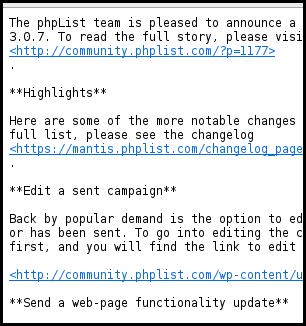 The phpList team is pleased to announce a
3.0.7. To read the full story, please visi
<http://community.phplist.com/?p=1177>
.
**Highlights**
Here are some of the more notable changes
full list, please see the changelog
<https://mantis.phplist.com/changelog_page
.
**Edit a sent campaign**
Back by popular demand is the option to ed
or has been sent. To go into editing the c
first, and you will find the link to edit
<http://community.phplist.com/wp-content/u
**Send a web-page functionality update**